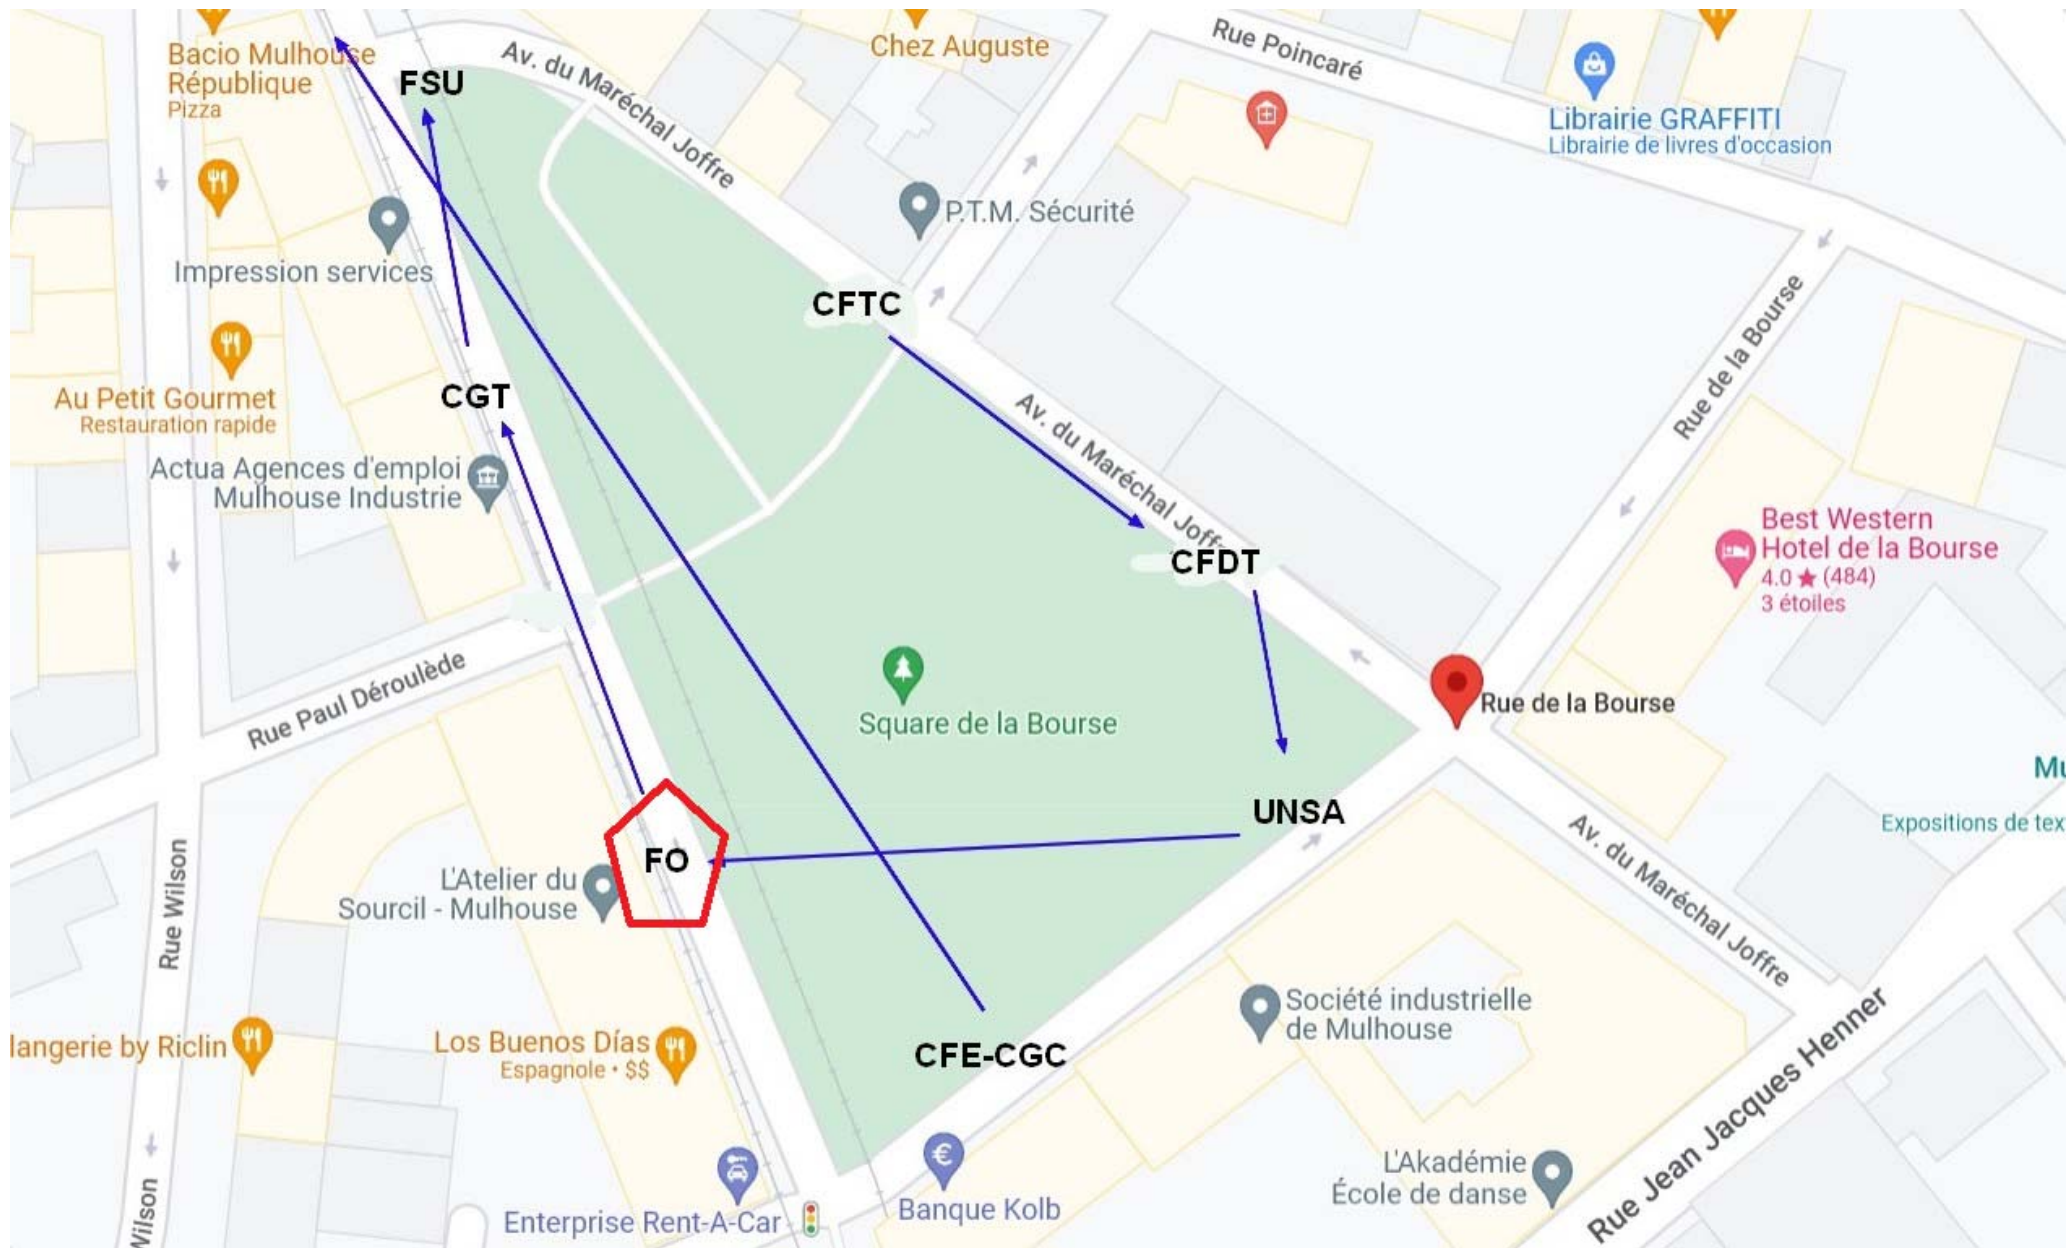 Bacio Mulhouse
République
Pizza
FSU
Av. du Maréchal Joffre
Chez Auguste
Rue Poincaré
Librairie GRAFFITI
Librairie de livres d'occasion
P.T.M. Sécurité
Impression services
CFTC
Rue de la Bourse
Au Petit Gourmet
Restauration rapide
CGT
Av. du Maréchal Joff
Actua Agences d'emploi
Mulhouse Industrie
CFDT
Best Western
Hotel de la Bourse
4.0 ★ (484)
3 étoiles
Rue Paul Déroulède
Square de la Bourse
Rue de la Bourse
Mu
Expositions de tex
UNSA
Av. du Maréchal Joffre
FO
L'Atelier du
Sourcil - Mulhouse
Rue Wilson
Société industrielle
de Mulhouse
langerie by Riclin
Los Buenos Días
Espagnole • $$
CFE-CGC
Rue Jean Jacques Henner
L'Akadémie
École de danse
Banque Kolb
€
Enterprise Rent-A-Car
Wilson